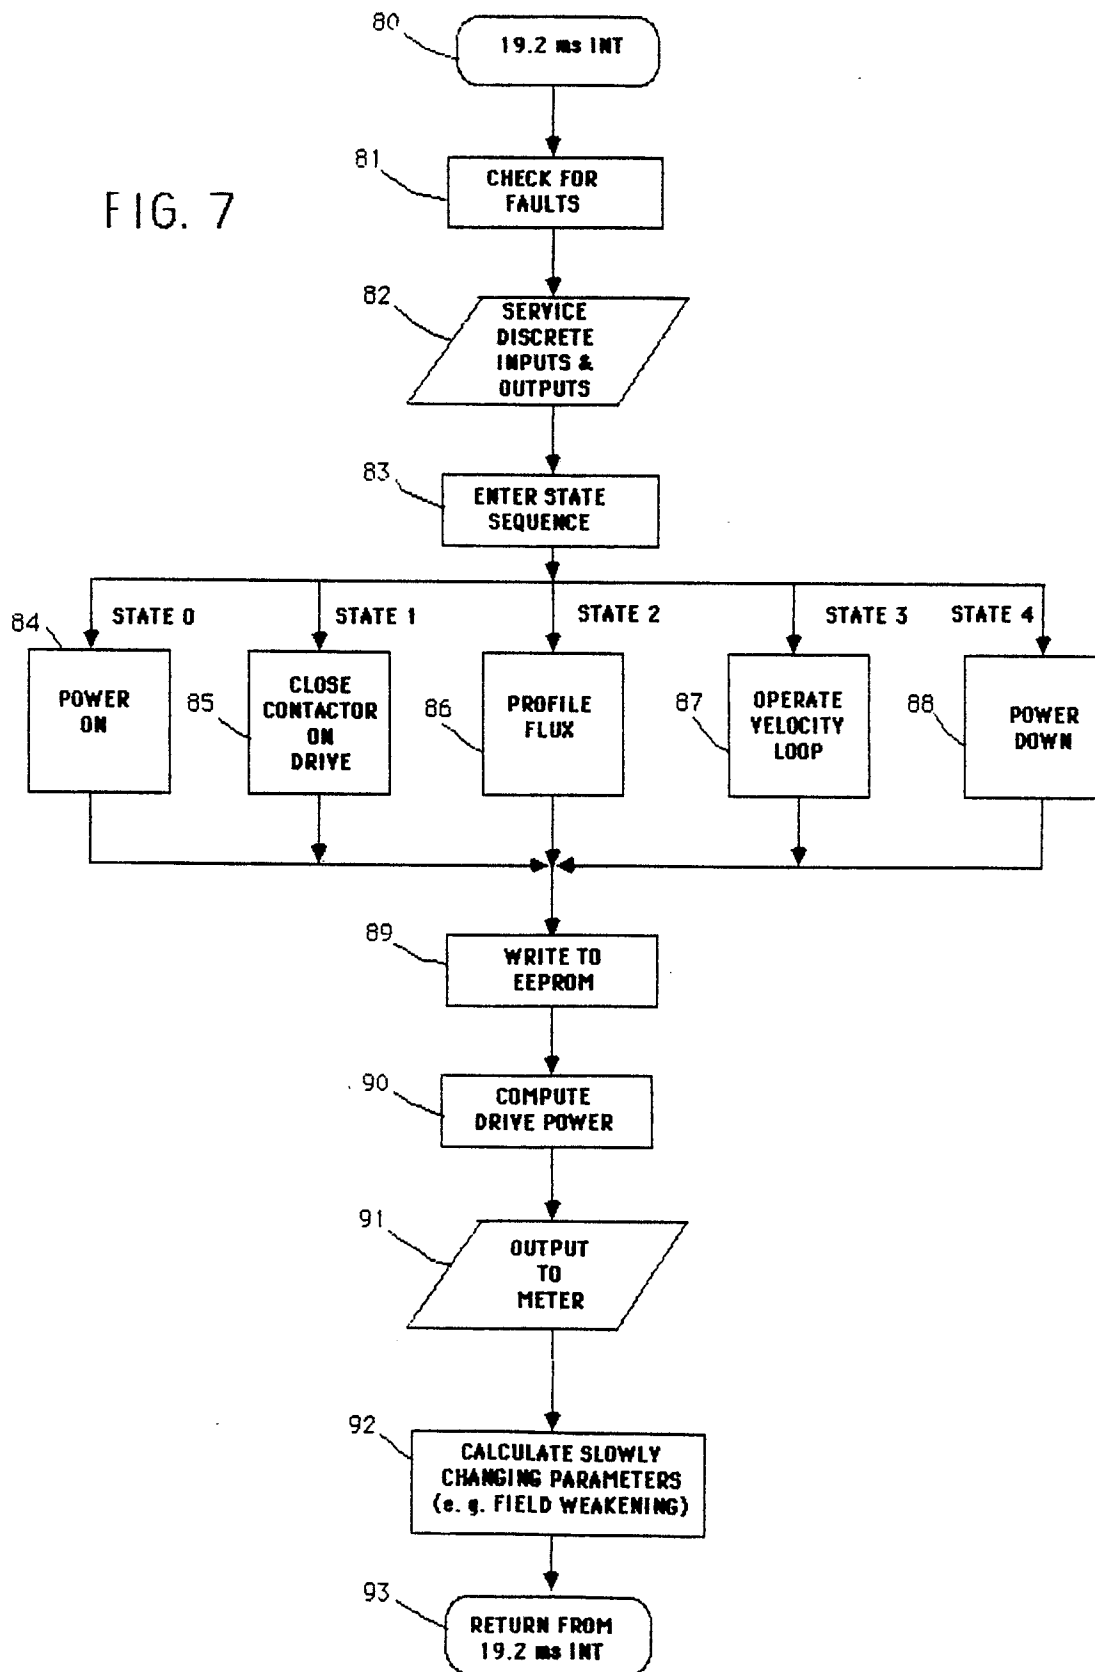 80
19.2 ms INT
81
CHECK FOR
FAULTS
FIG. 7
82
SERVICE
DISCRETE
INPUTS &
OUTPUTS
83
ENTER STATE
SEQUENCE
STATE 0
STATE 1
STATE 2
STATE 3
STATE 4
84
POWER
ON
85
CLOSE
CONTACTOR
ON
DRIVE
86
PROFILE
FLUX
87
OPERATE
VELOCITY
LOOP
88
POWER
DOWN
89
WRITE TO
EEPROM
90
COMPUTE
DRIVE POWER
91
OUTPUT
TO
METER
92
CALCULATE SLOWLY
CHANGING PARAMETERS
(e. g. FIELD WEAKENING)
93
RETURN FROM
19.2 ms INT